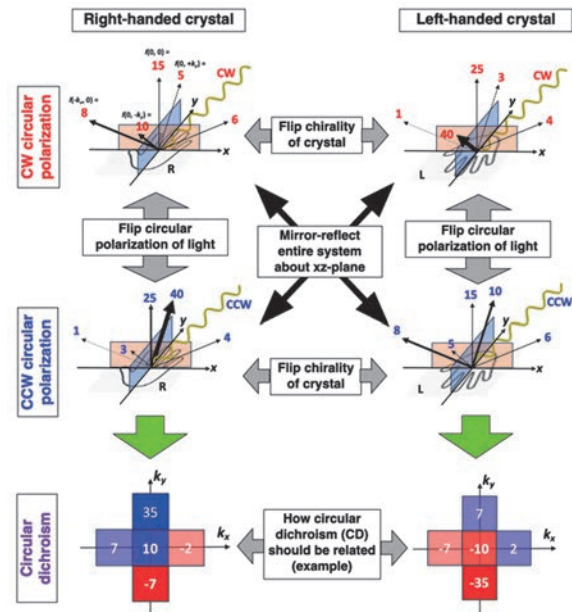 Right-handed crystal
Left-handed crystal
CW circular
polarization
I(0, 0) =
15
I(0, +ky) =
5
CW
I(-kx, 0) =
8
I(0, -ky) =
10
6
y
x
R
Flip chirality
of crystal
25
3
CW
1
40
4
y
x
L
Flip circular
polarization of light
Mirror-reflect
entire system
about xz-plane
Flip circular
polarization of light
CCW circular
polarization
25
40
CCW
1
3
4
y
x
R
Flip chirality
of crystal
15
10
CCW
8
5
6
y
x
L
Circular
dichroism
ky
35
7
10
-2
kx
-7
How circular
dichroism (CD)
should be related
(example)
ky
7
-7
-10
2
kx
-35